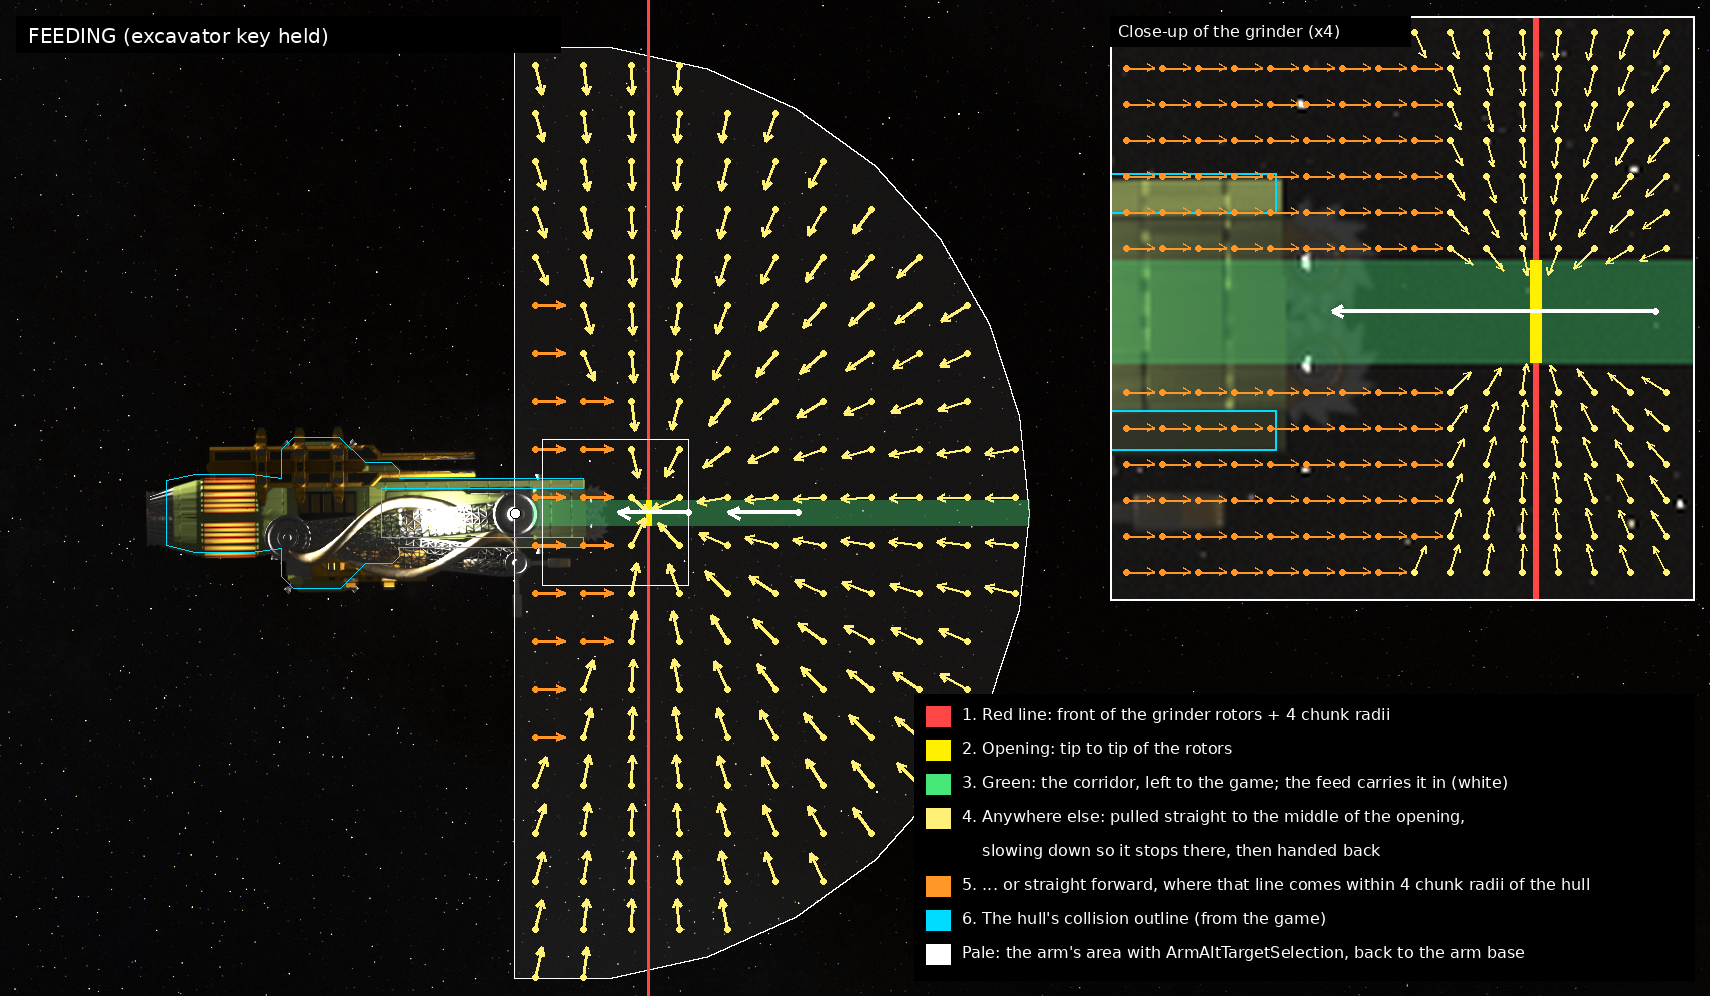 FEEDING (excavator key held)
Close-up of the grinder (x4)
1. Red line: front of the grinder rotors + 4 chunk radii
2. Opening: tip to tip of the rotors
3. Green: the corridor, left to the game; the feed carries it in (white)
4. Anywhere else: pulled straight to the middle of the opening,
slowing down so it stops there, then handed back
5. ... or straight forward, where that line comes within 4 chunk radii of the hull
6. The hull's collision outline (from the game)
Pale: the arm's area with ArmAltTargetSelection, back to the arm base